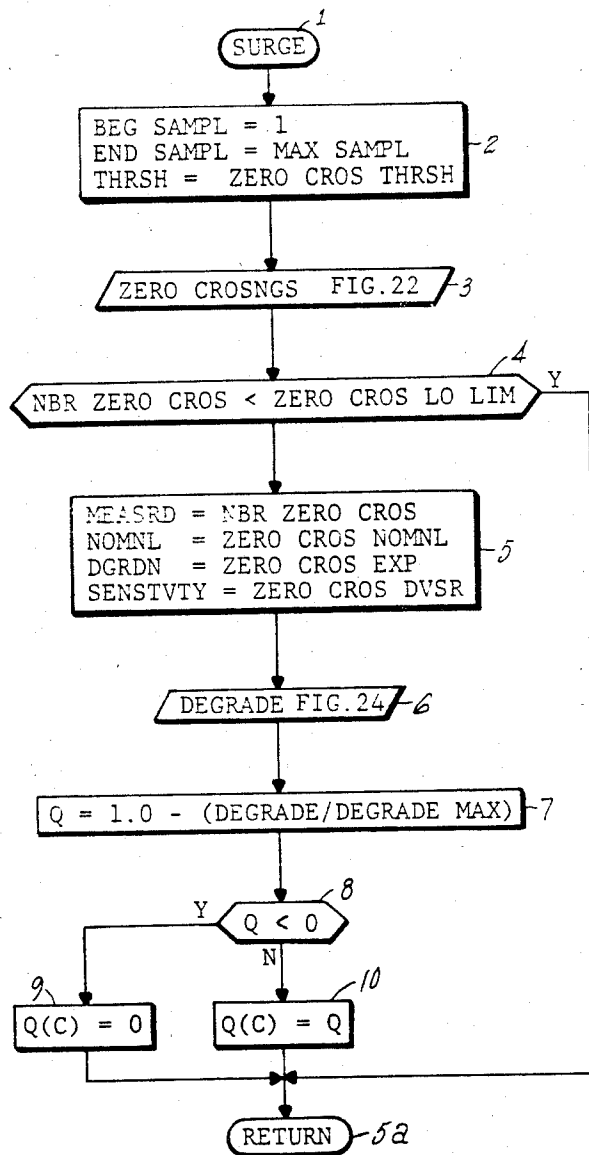 1
SURGE
BEG SAMPL = 1
END SAMPL = MAX SAMPL
THRSH = ZERO CROS THRSH
2
ZERO CROSNGS FIG.22
3
4
NBR ZERO CROS < ZERO CROS LO LIM
Y
MEASRD = NBR ZERO CROS
NOMNL = ZERO CROS NOMNL
DGRDN = ZERO CROS EXP
SENSTVTY = ZERO CROS DVSR
5
DEGRADE FIG.24
6
Q = 1.0 - (DEGRADE/DEGRADE MAX)
7
8
Y
Q < 0
N
9
10
Q(C) = 0
Q(C) = Q
RETURN
5a